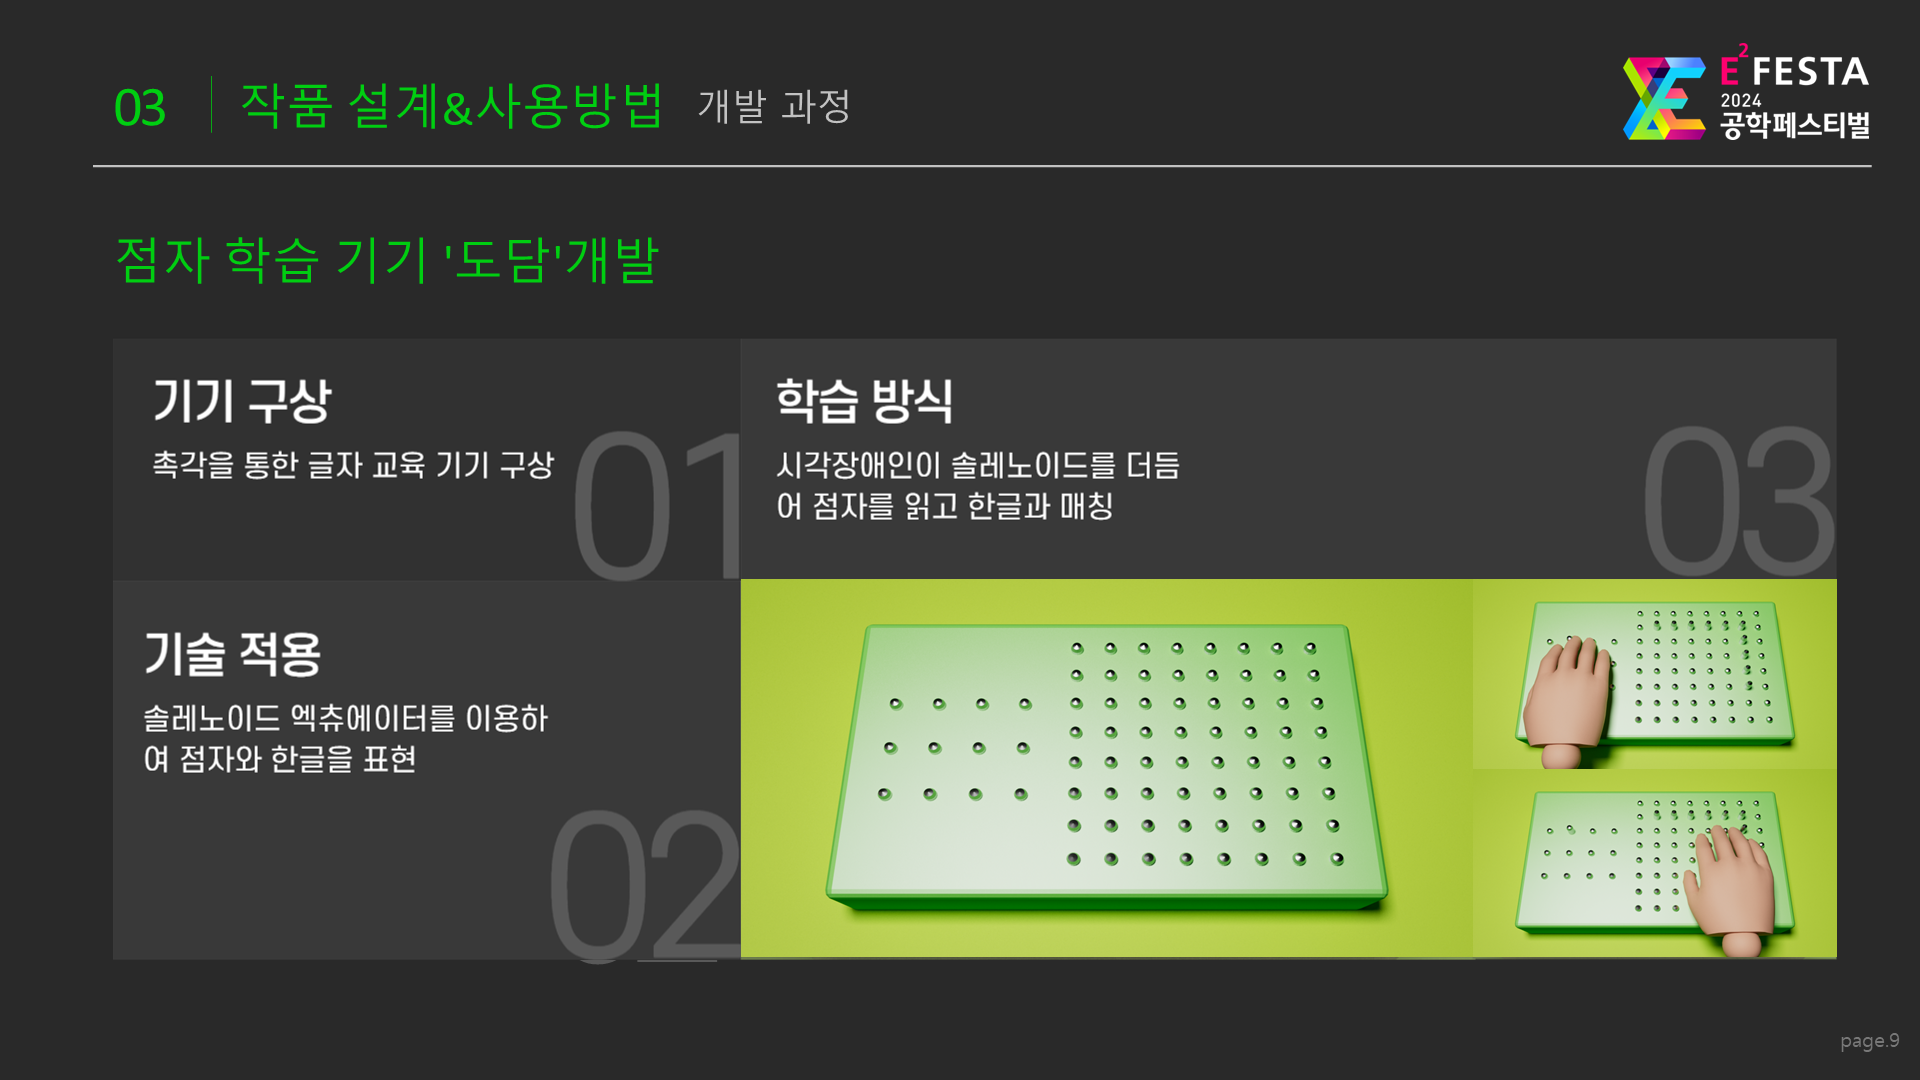 03
작품 설계&사용방법 개발 과정
E² FESTA
2024
공학페스티벌
점자 학습 기기 '도담'개발
기기 구상
촉각을 통한 글자 교육 기기 구상
01
학습 방식
시각장애인이 솔레노이드를 더듬
어 점자를 읽고 한글과 매칭
03
기술 적용
솔레노이드 엑츄에이터를 이용하
여 점자와 한글을 표현
02
page.9